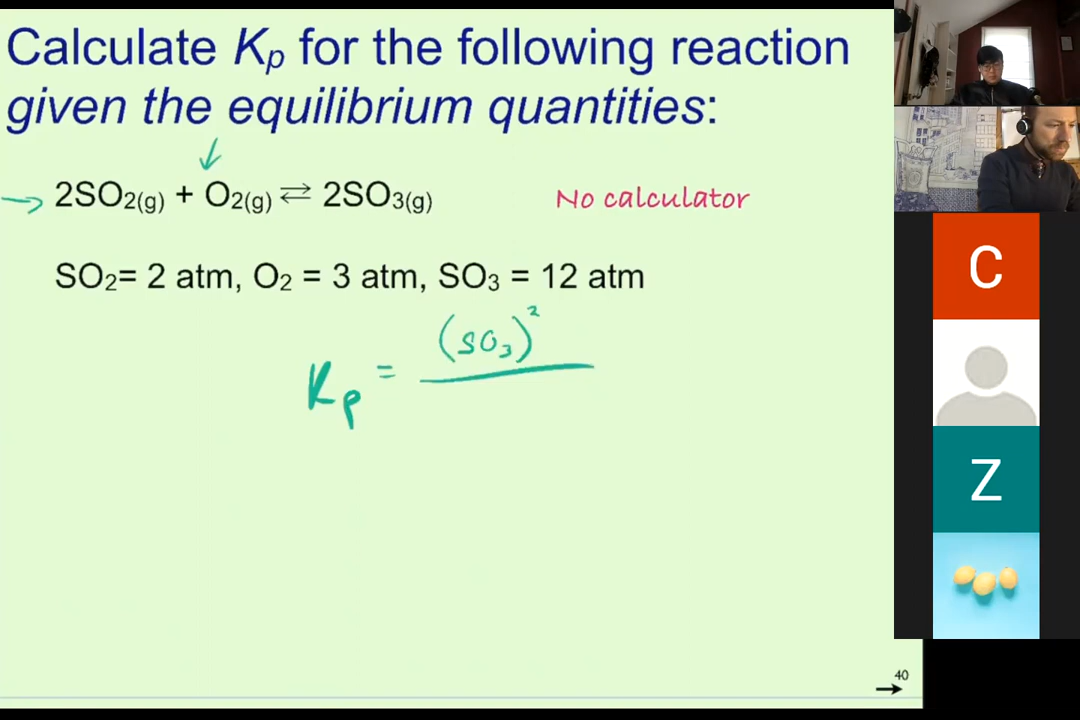 Calculate Kp for the following reaction
given the equilibrium quantities:
2SO2(g) + O2(g) ⇄ 2SO3(g)
No calculator
SO2= 2 atm, O2 = 3 atm, SO3 = 12 atm
Kp = (SO3)²
C
Z
40